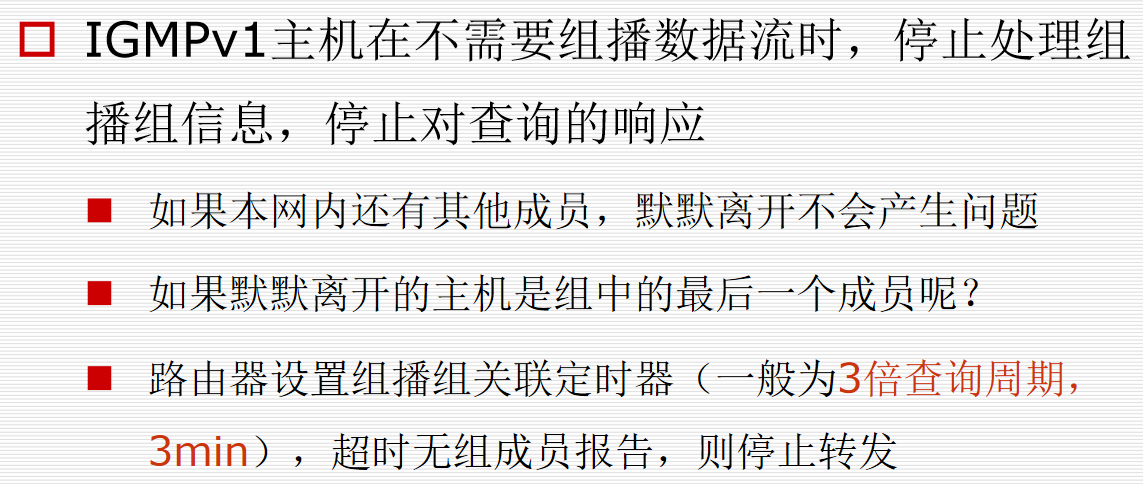 IGMPv1主机在不需要组播数据流时，停止处理组
播组信息，停止对查询的响应
如果本网内还有其他成员，默默离开不会产生问题
如果默默离开的主机是组中的最后一个成员呢？
路由器设置组播组关联定时器（一般为3倍查询周期，
3min），超时无组成员报告，则停止转发